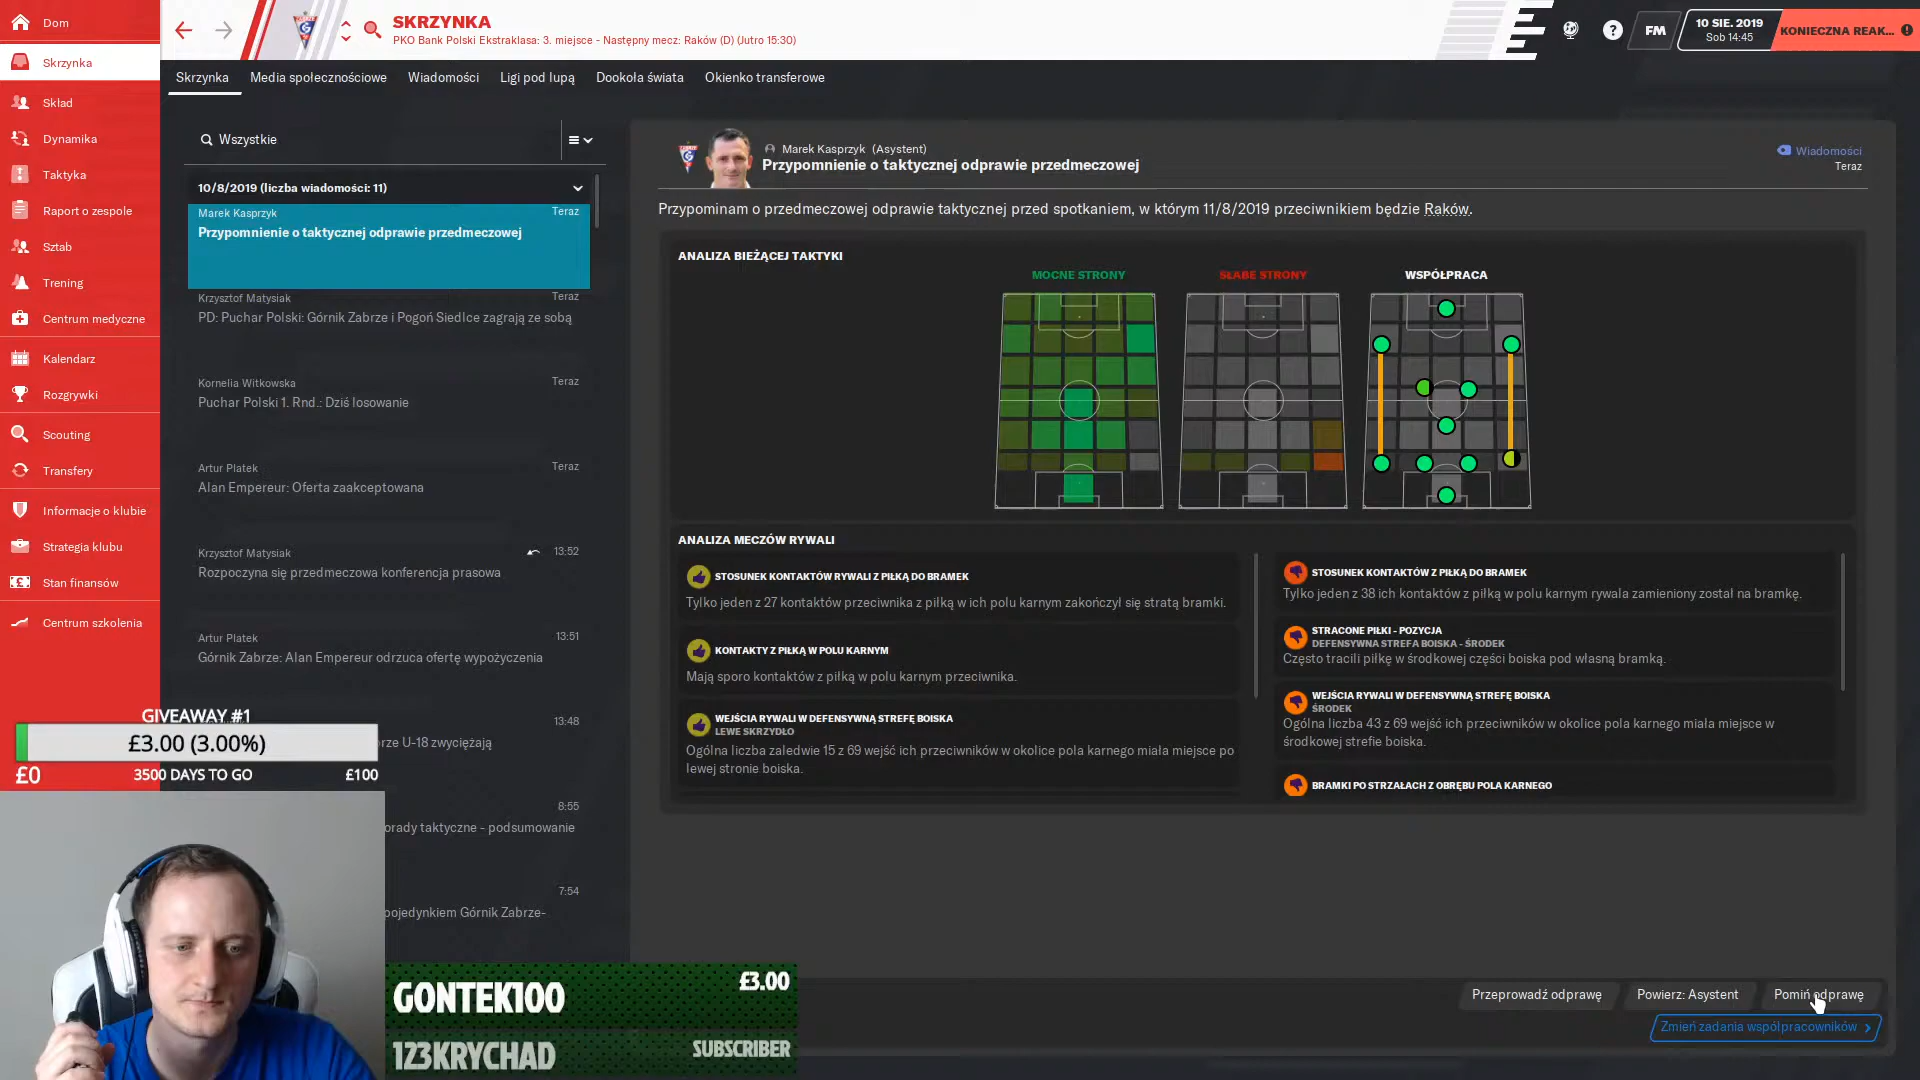 Dom
Skrzynka
Skład
Dynamika
Taktyka
Raport o zespole
Sztab
Trening
Centrum medyczne
Kalendarz
Rozgrywki
Scouting
Transfery
Informacje o klubie
Strategia klubu
Stan finansów
Centrum szkolenia
SKRZYNKA
PKO Bank Polski Ekstraklasa: 3. miejsce - Następny mecz: Raków (D) (Jutro 15:30)
FM
10 SIE. 2019
Sob 14:45
KONIECZNA REAK...
Skrzynka Media społecznościowe Wiadomości Ligi pod lupą Dookoła świata Okienko transferowe
Wszystkie
10/8/2019 (liczba wiadomości: 11)
Marek Kasprzyk Teraz
Przypomnienie o taktycznej odprawie przedmeczowej
Krzysztof Matysiak Teraz
PD: Puchar Polski: Górnik Zabrze i Pogoń Siedlce zagrają ze sobą
Kornelia Witkowska Teraz
Puchar Polski 1. Rnd.: Dziś losowanie
Artur Płatek Teraz
Alan Empereur: Oferta zaakceptowana
Krzysztof Matysiak 13:52
Rozpoczyna się przedmeczowa konferencja prasowa
Artur Płatek 13:51
Górnik Zabrze: Alan Empereur odrzuca ofertę wypożyczenia
13:48
rze U-18 zwyciężają
8:55
orady taktyczne - podsumowanie
7:54
pojedynkiem Górnik Zabrze-
Marek Kasprzyk (Asystent)
Przypomnienie o taktycznej odprawie przedmeczowej
Wiadomości
Teraz
Przypominam o przedmeczowej odprawie taktycznej przed spotkaniem, w którym 11/8/2019 przeciwnikiem będzie Raków.
ANALIZA BIEŻĄCEJ TAKTYKI
MOCNE STRONY SŁABE STRONY WSPÓŁPRACA
ANALIZA MECZÓW RYWALI
STOSUNEK KONTAKTÓW RYWALI Z PIŁKĄ DO BRAMEK
Tylko jeden z 27 kontaktów przeciwnika z piłką w ich polu karnym zakończył się stratą bramki.
KONTAKTY Z PIŁKĄ W POLU KARNYM
Mają sporo kontaktów z piłką w polu karnym przeciwnika.
WEJŚCIA RYWALI W DEFENSYWNĄ STREFĘ BOISKA
LEWE SKRZYDŁO
Ogólna liczba zaledwie 15 z 69 wejść ich przeciwników w okolice pola karnego miała miejsce po
lewej stronie boiska.
STOSUNEK KONTAKTÓW Z PIŁKĄ DO BRAMEK
Tylko jeden z 38 ich kontaktów z piłką w polu karnym rywala zamieniony został na bramkę.
STRACONE PIŁKI - POZYCJA
DEFENSYWNA STREFA BOISKA - ŚRODEK
Często tracili piłkę w środkowej części boiska pod własną bramką.
WEJŚCIA RYWALI W DEFENSYWNĄ STREFĘ BOISKA
ŚRODEK
Ogólna liczba 43 z 69 wejść ich przeciwników w okolice pola karnego miała miejsce w
środkowej strefie boiska.
BRAMKI PO STRZAŁACH Z OBRĘBU POLA KARNEGO
Przeprowadź odprawę Powierz: Asystent Pomiń odprawę
Zmień zadania współpracowników
GIVEAWAY #1
£3.00 (3.00%)
£0 3500 DAYS TO GO £100
GONTEK100 £3.00
123KRYCHAD SUBSCRIBER